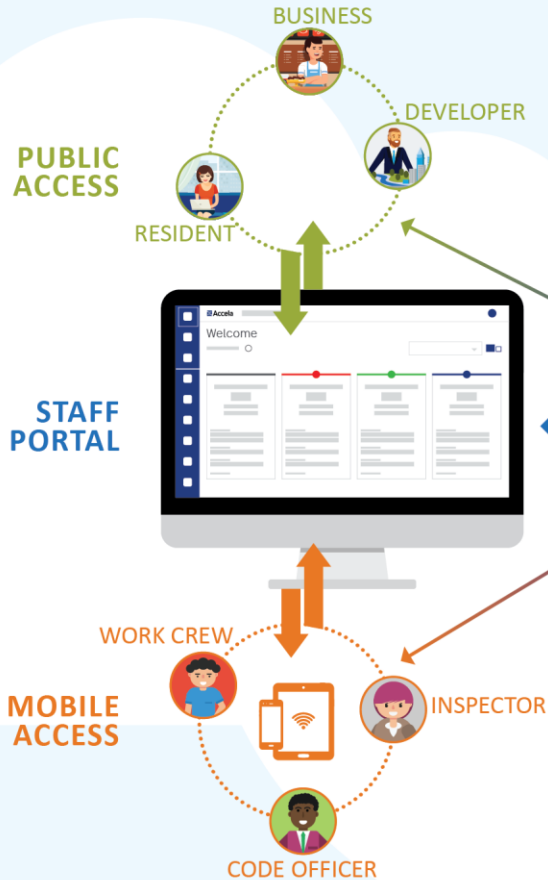 BUSINESS
DEVELOPER
PUBLIC
ACCESS
RESIDENT
Accela
Welcome
STAFF
PORTAL
WORK CREW
MOBILE
ACCESS
INSPECTOR
CODE OFFICER